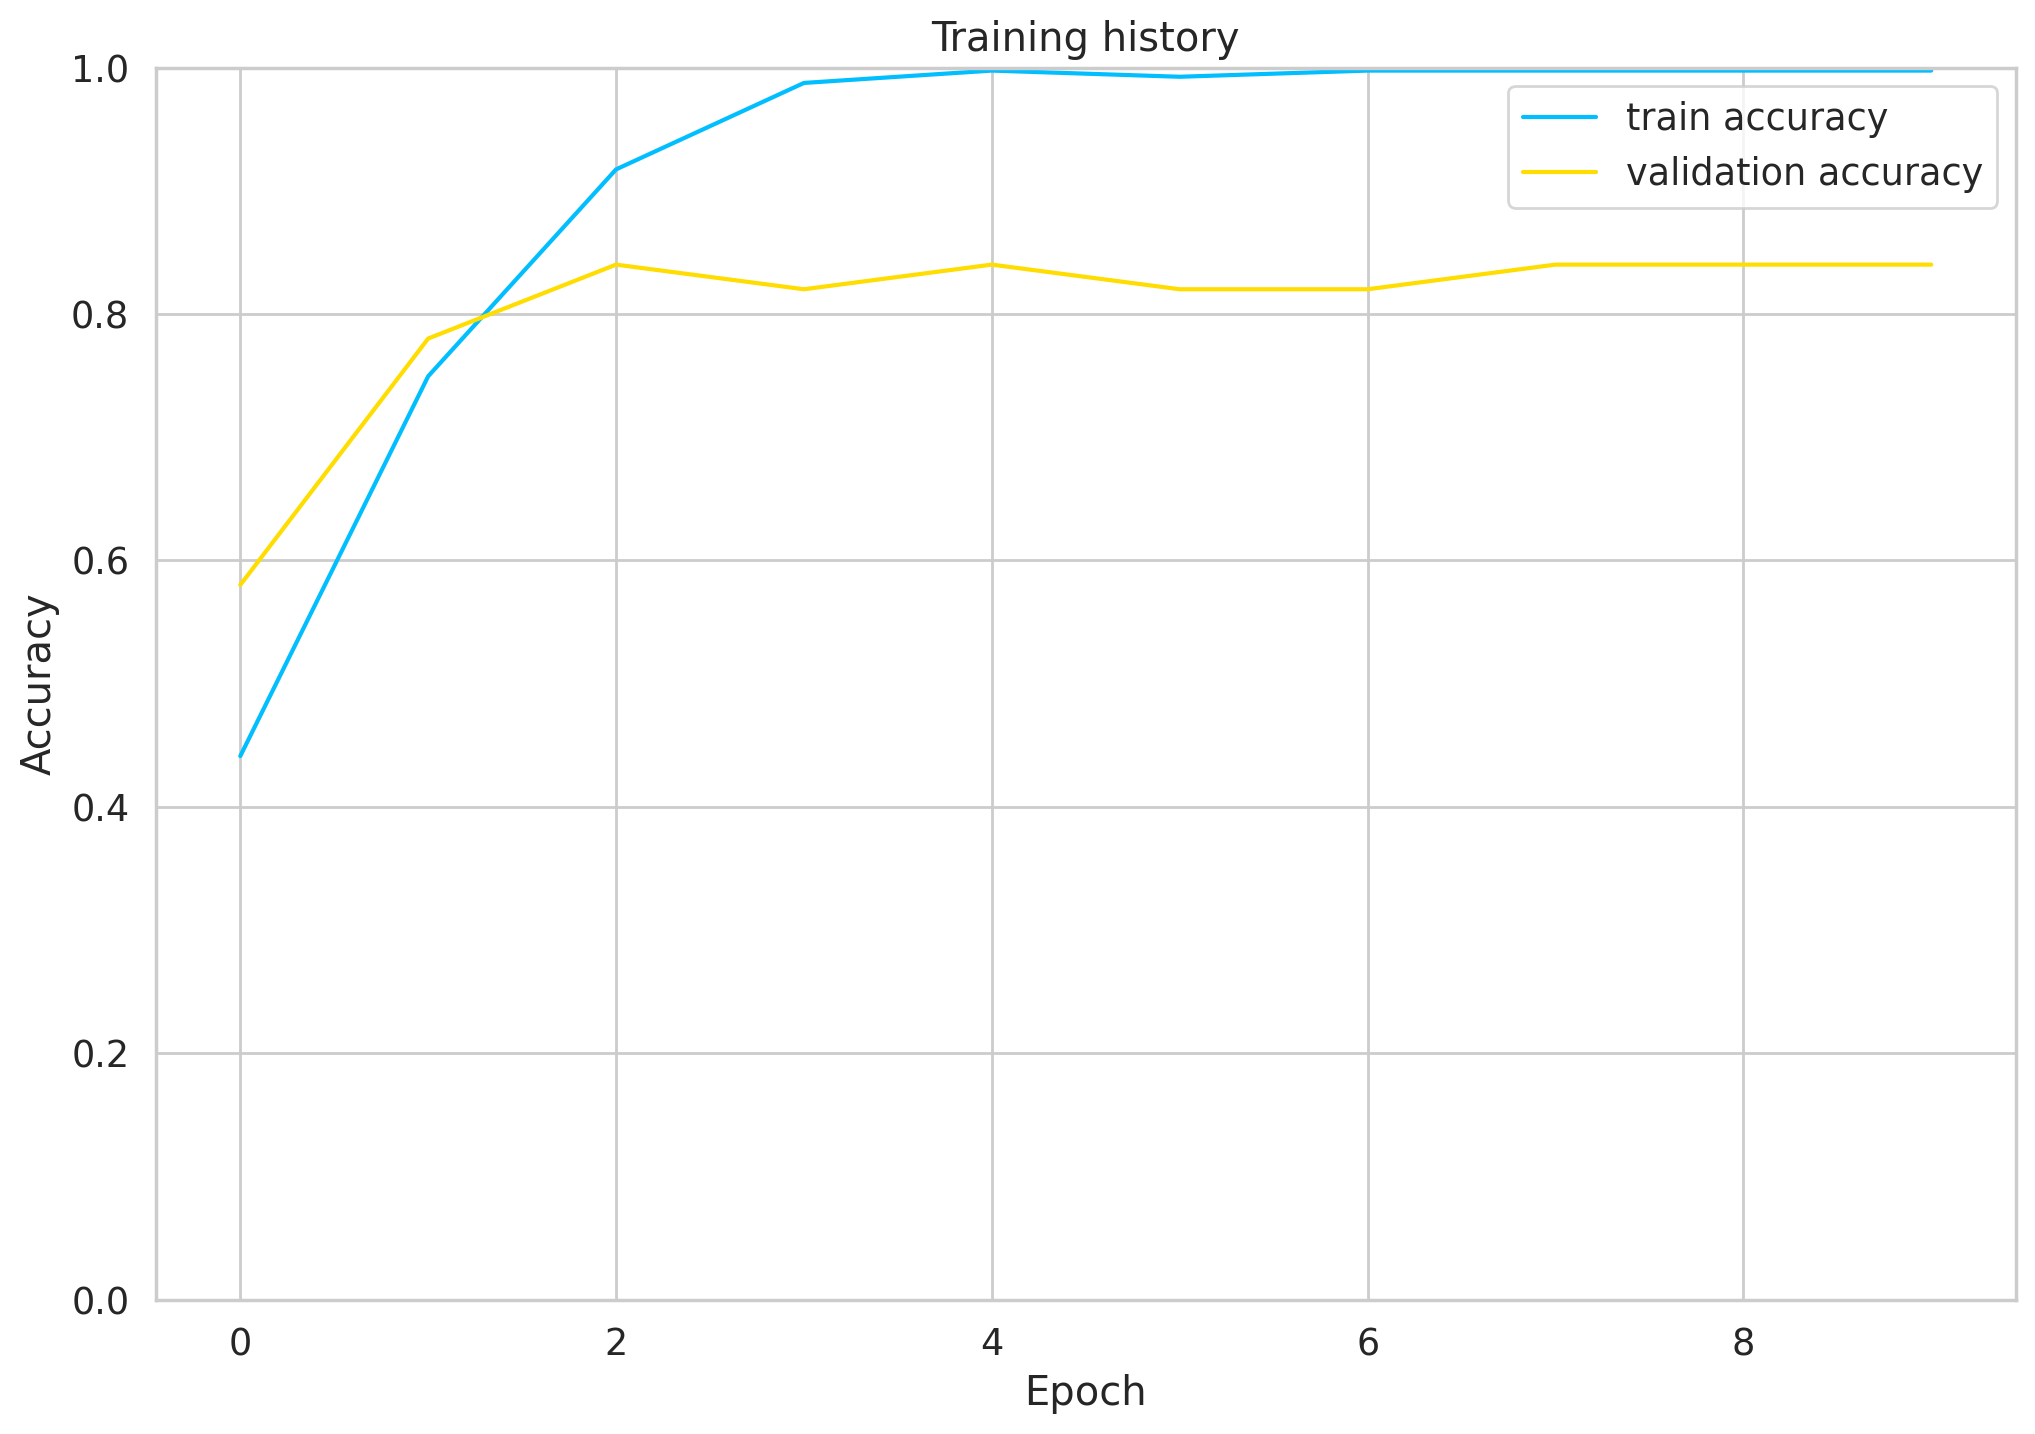 Training history
1.0
0.8
0.6
0.4
0.2
0.0
Accuracy
train accuracy
validation accuracy
0 2 4 6 8
Epoch